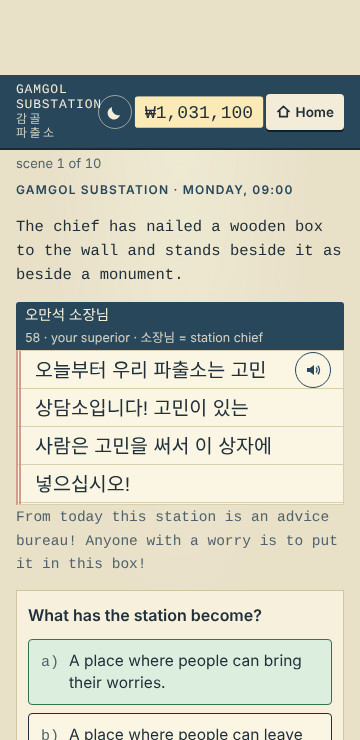 GAMGOL
SUBSTATION
감골
파출소
₩1,031,100
Home
scene 1 of 10
GAMGOL SUBSTATION · MONDAY, 09:00
The chief has nailed a wooden box
to the wall and stands beside it as
beside a monument.
오만석 소장님
58 · your superior · 소장님 = station chief
오늘부터 우리 파출소는 고민
상담소입니다! 고민이 있는
사람은 고민을 써서 이 상자에
넣으십시오!
From today this station is an advice
bureau! Anyone with a worry is to put
it in this box!
What has the station become?
a) A place where people can bring
their worries.
b) A place where people can leave